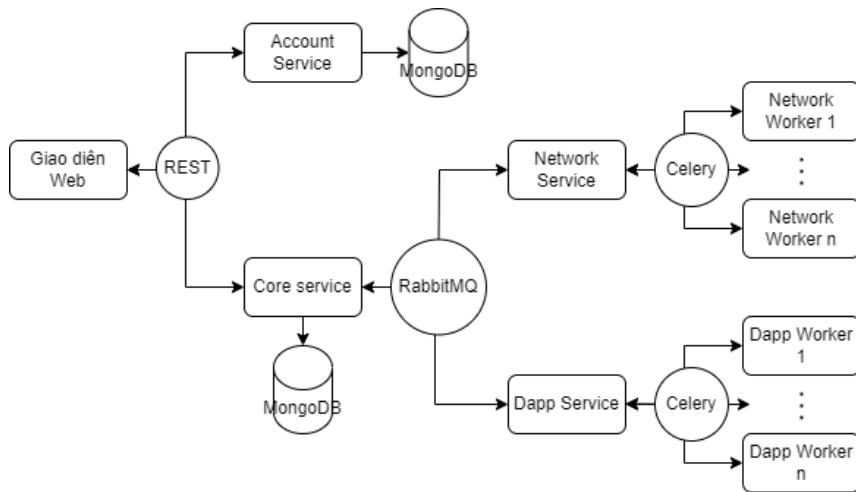 Account
Service
MongoDB
Giao diên
Web
REST
Core service
MongoDB
RabbitMQ
Network
Service
Celery
Network
Worker 1
Network
Worker n
Dapp Service
Celery
Dapp Worker
1
Dapp Worker
n